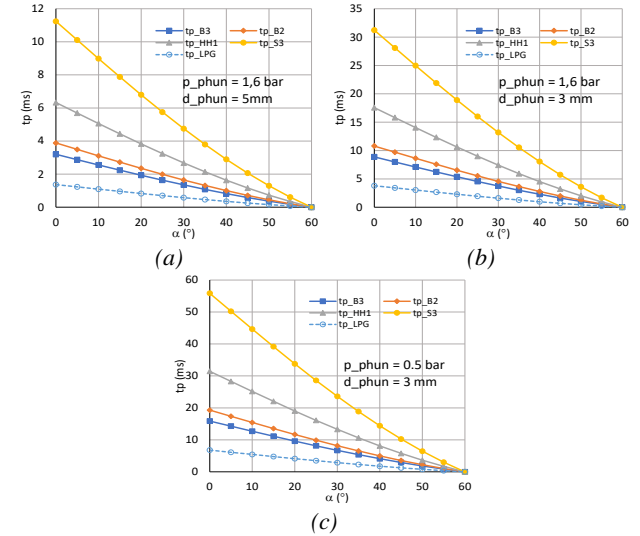 12
10
8
6
4
2
0
tp (ms)
tp_B3 tp_B2
tp_HH1 tp_S3
tp_LPG
p_phun = 1,6 bar
d_phun = 5mm
0 10 20 30 40 50 60
α (°)
(a)
35
30
25
20
15
10
5
0
tp (ms)
tp_B3 tp_B2
tp_HH1 tp_S3
tp_LPG
p_phun = 1,6 bar
d_phun = 3 mm
0 10 20 30 40 50 60
α (°)
(b)
60
50
40
30
20
10
0
tp (ms)
tp_B3 tp_B2
tp_HH1 tp_S3
tp_LPG
p_phun = 0.5 bar
d_phun = 3 mm
0 10 20 30 40 50 60
α (°)
(c)